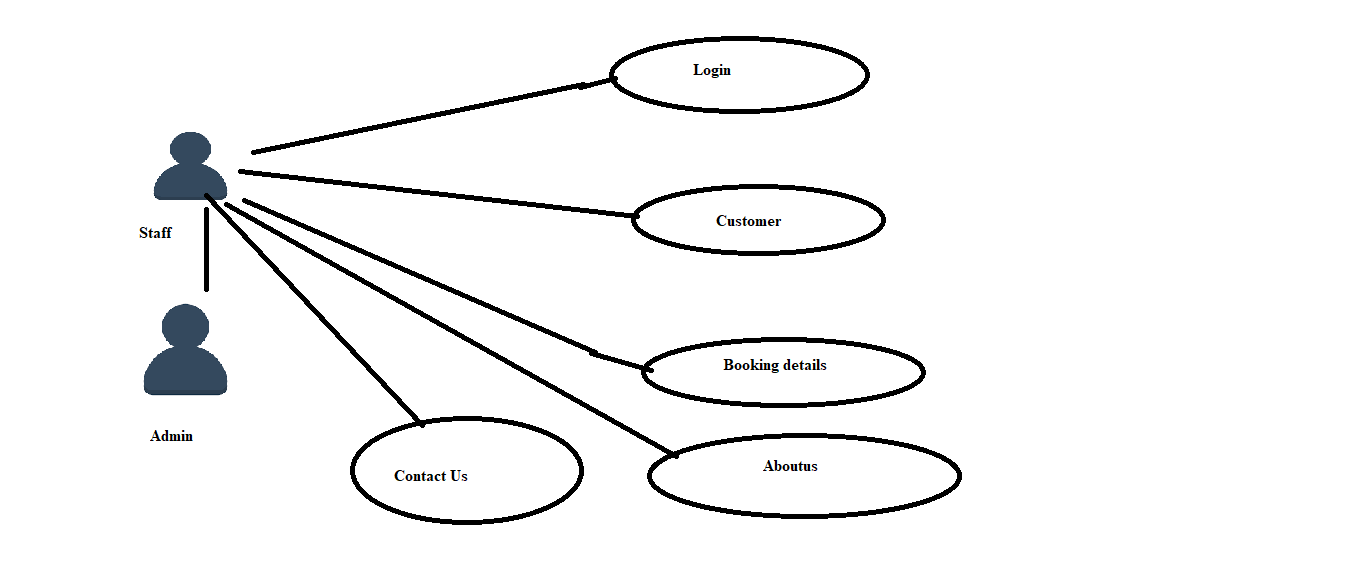 Login
Customer
Staff
Booking details
Admin
Aboutus
Contact Us